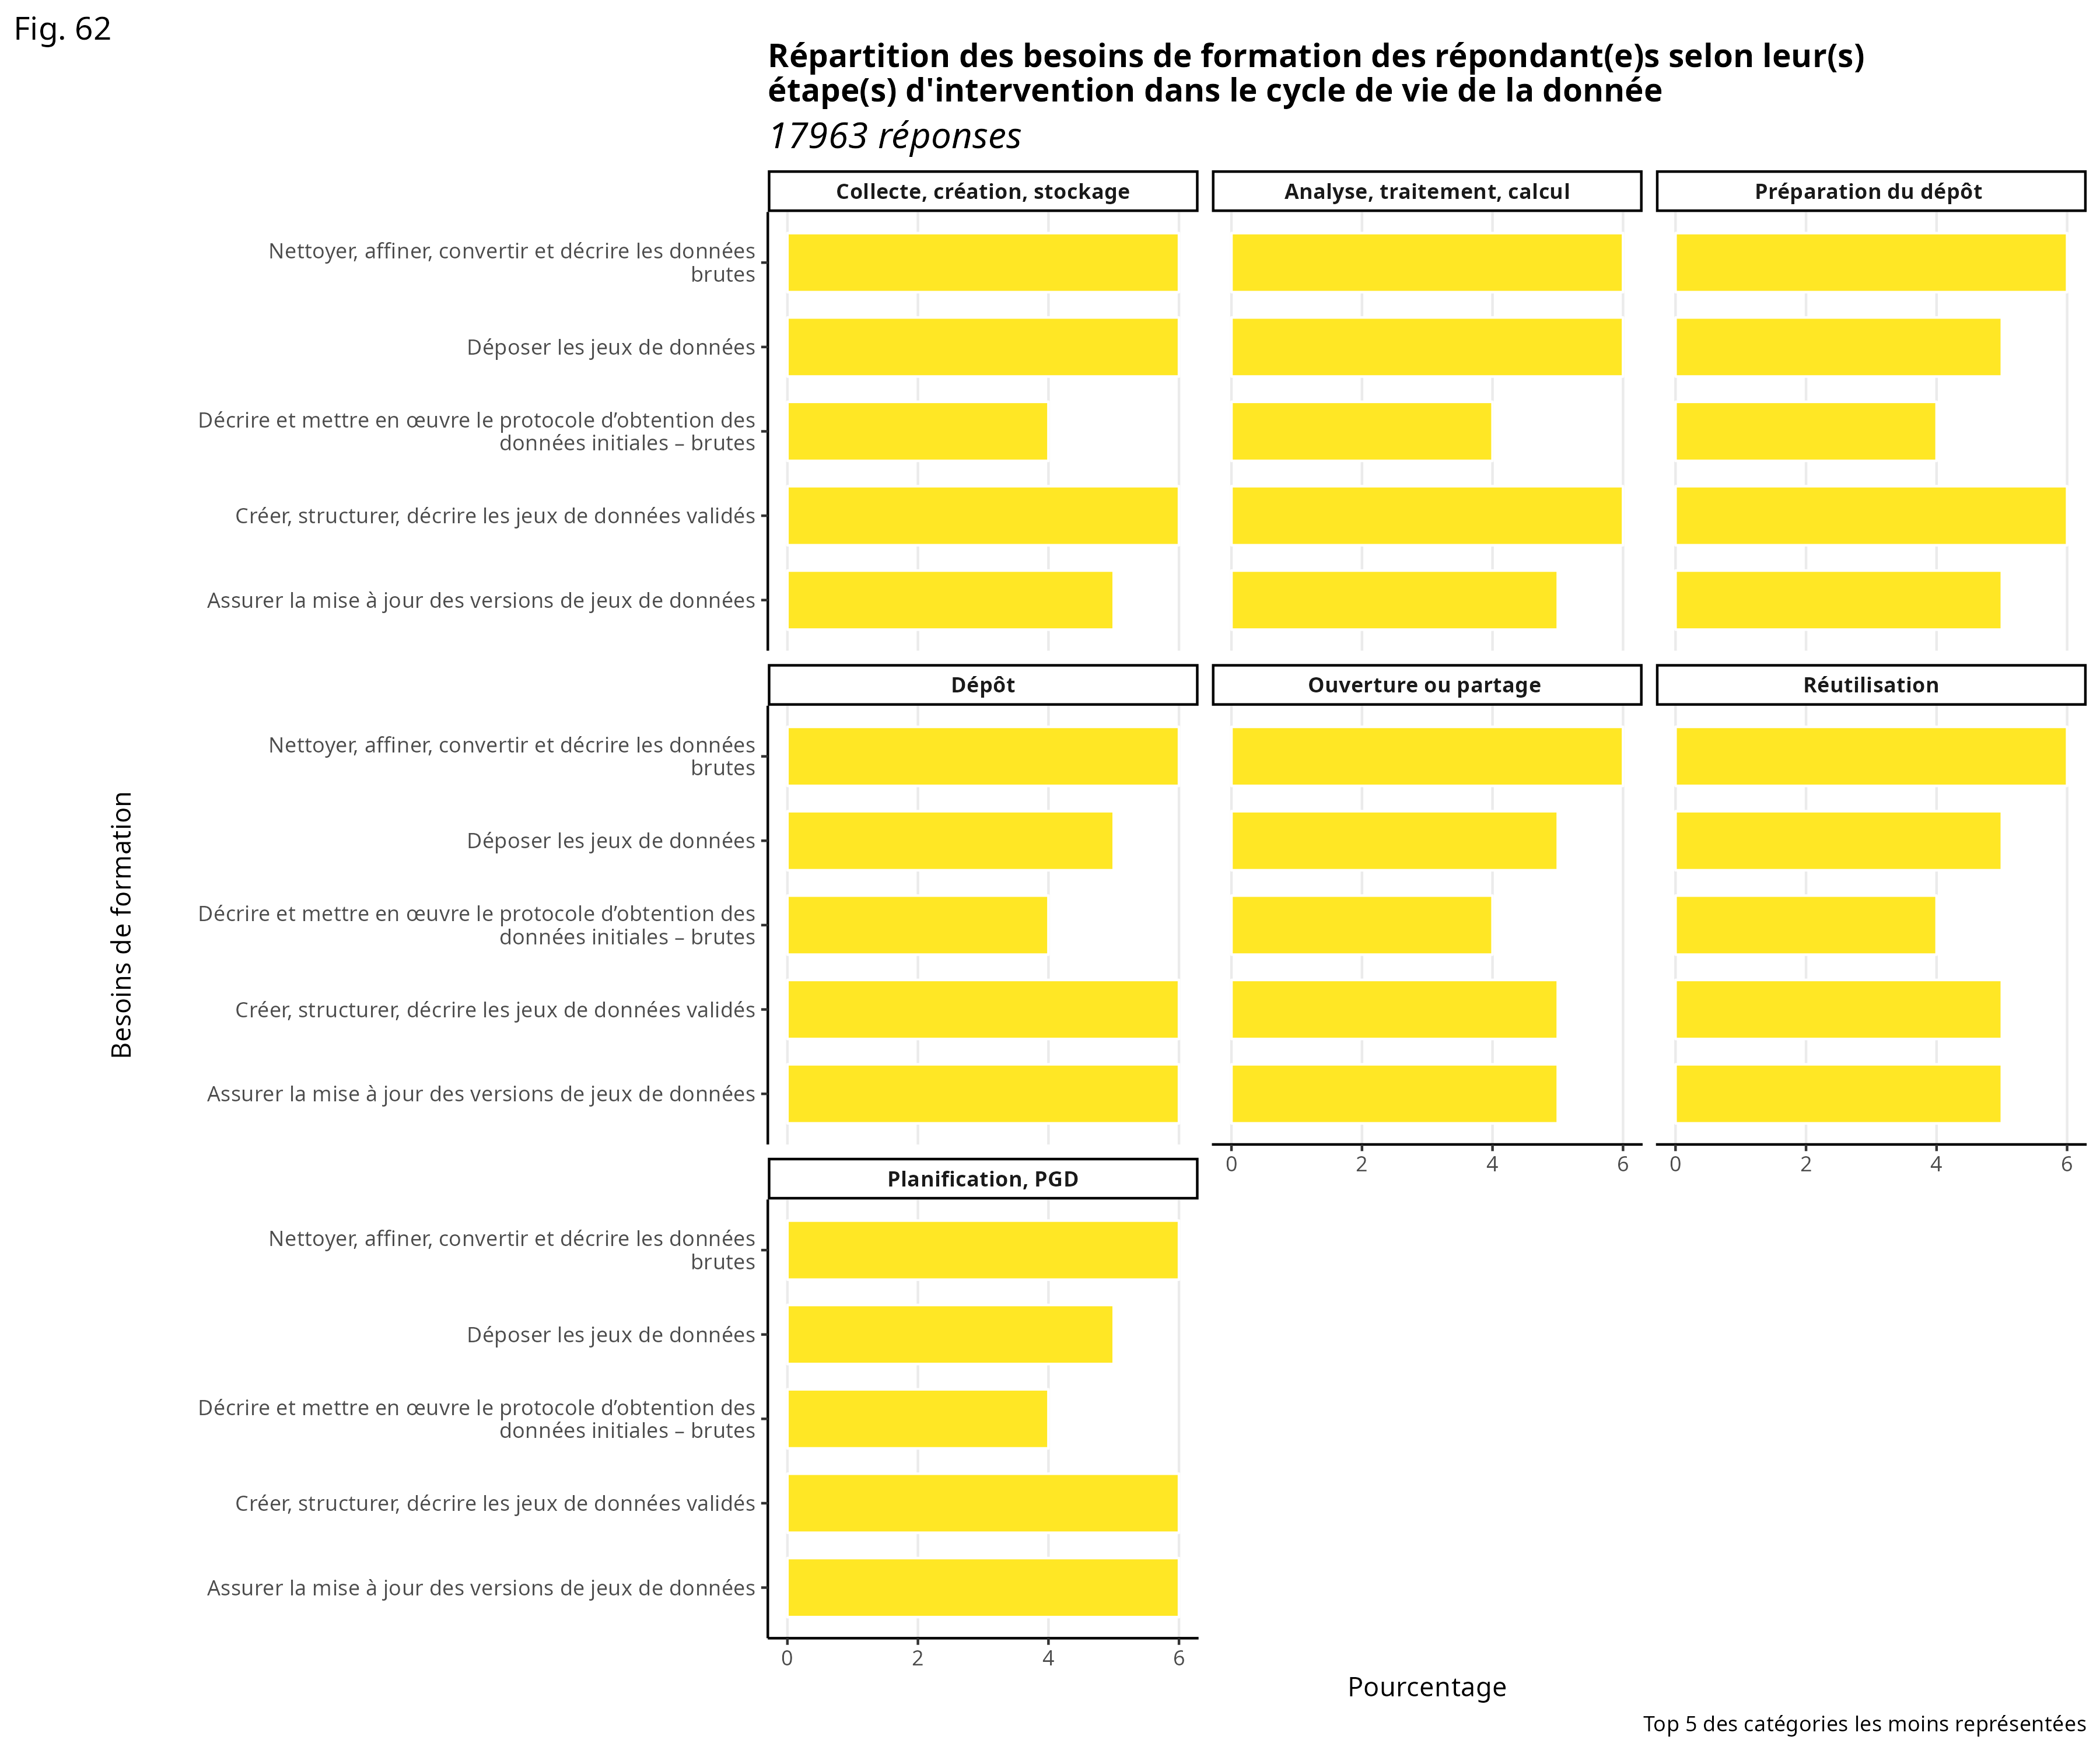 Fig. 62
Répartition des besoins de formation des répondant(e)s selon leur(s)
étape(s) d'intervention dans le cycle de vie de la donnée
17963 réponses
Collecte, création, stockage
Analyse, traitement, calcul
Préparation du dépôt
Nettoyer, affiner, convertir et décrire les données
brutes
Déposer les jeux de données
Décrire et mettre en œuvre le protocole d’obtention des
données initiales – brutes
Créer, structurer, décrire les jeux de données validés
Assurer la mise à jour des versions de jeux de données
Dépôt
Ouverture ou partage
Réutilisation
Nettoyer, affiner, convertir et décrire les données
brutes
Déposer les jeux de données
Décrire et mettre en œuvre le protocole d’obtention des
données initiales – brutes
Créer, structurer, décrire les jeux de données validés
Assurer la mise à jour des versions de jeux de données
0 2 4 6
0 2 4 6
Besoins de formation
Planification, PGD
Nettoyer, affiner, convertir et décrire les données
brutes
Déposer les jeux de données
Décrire et mettre en œuvre le protocole d’obtention des
données initiales – brutes
Créer, structurer, décrire les jeux de données validés
Assurer la mise à jour des versions de jeux de données
0 2 4 6
Pourcentage
Top 5 des catégories les moins représentées